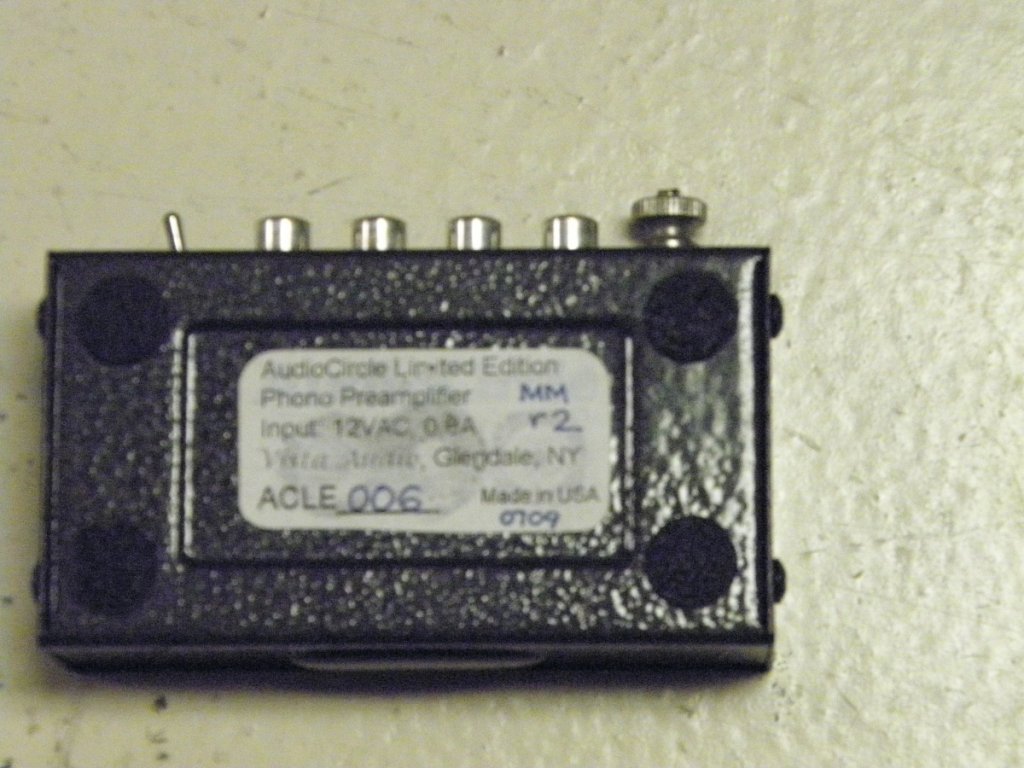 AudioCircle Limited Edition
Phono Preamplifier MM
Input: 12VAC, 0.8A r2
Vista Audio, Glendale, NY
ACLE 006 Made in USA
0709